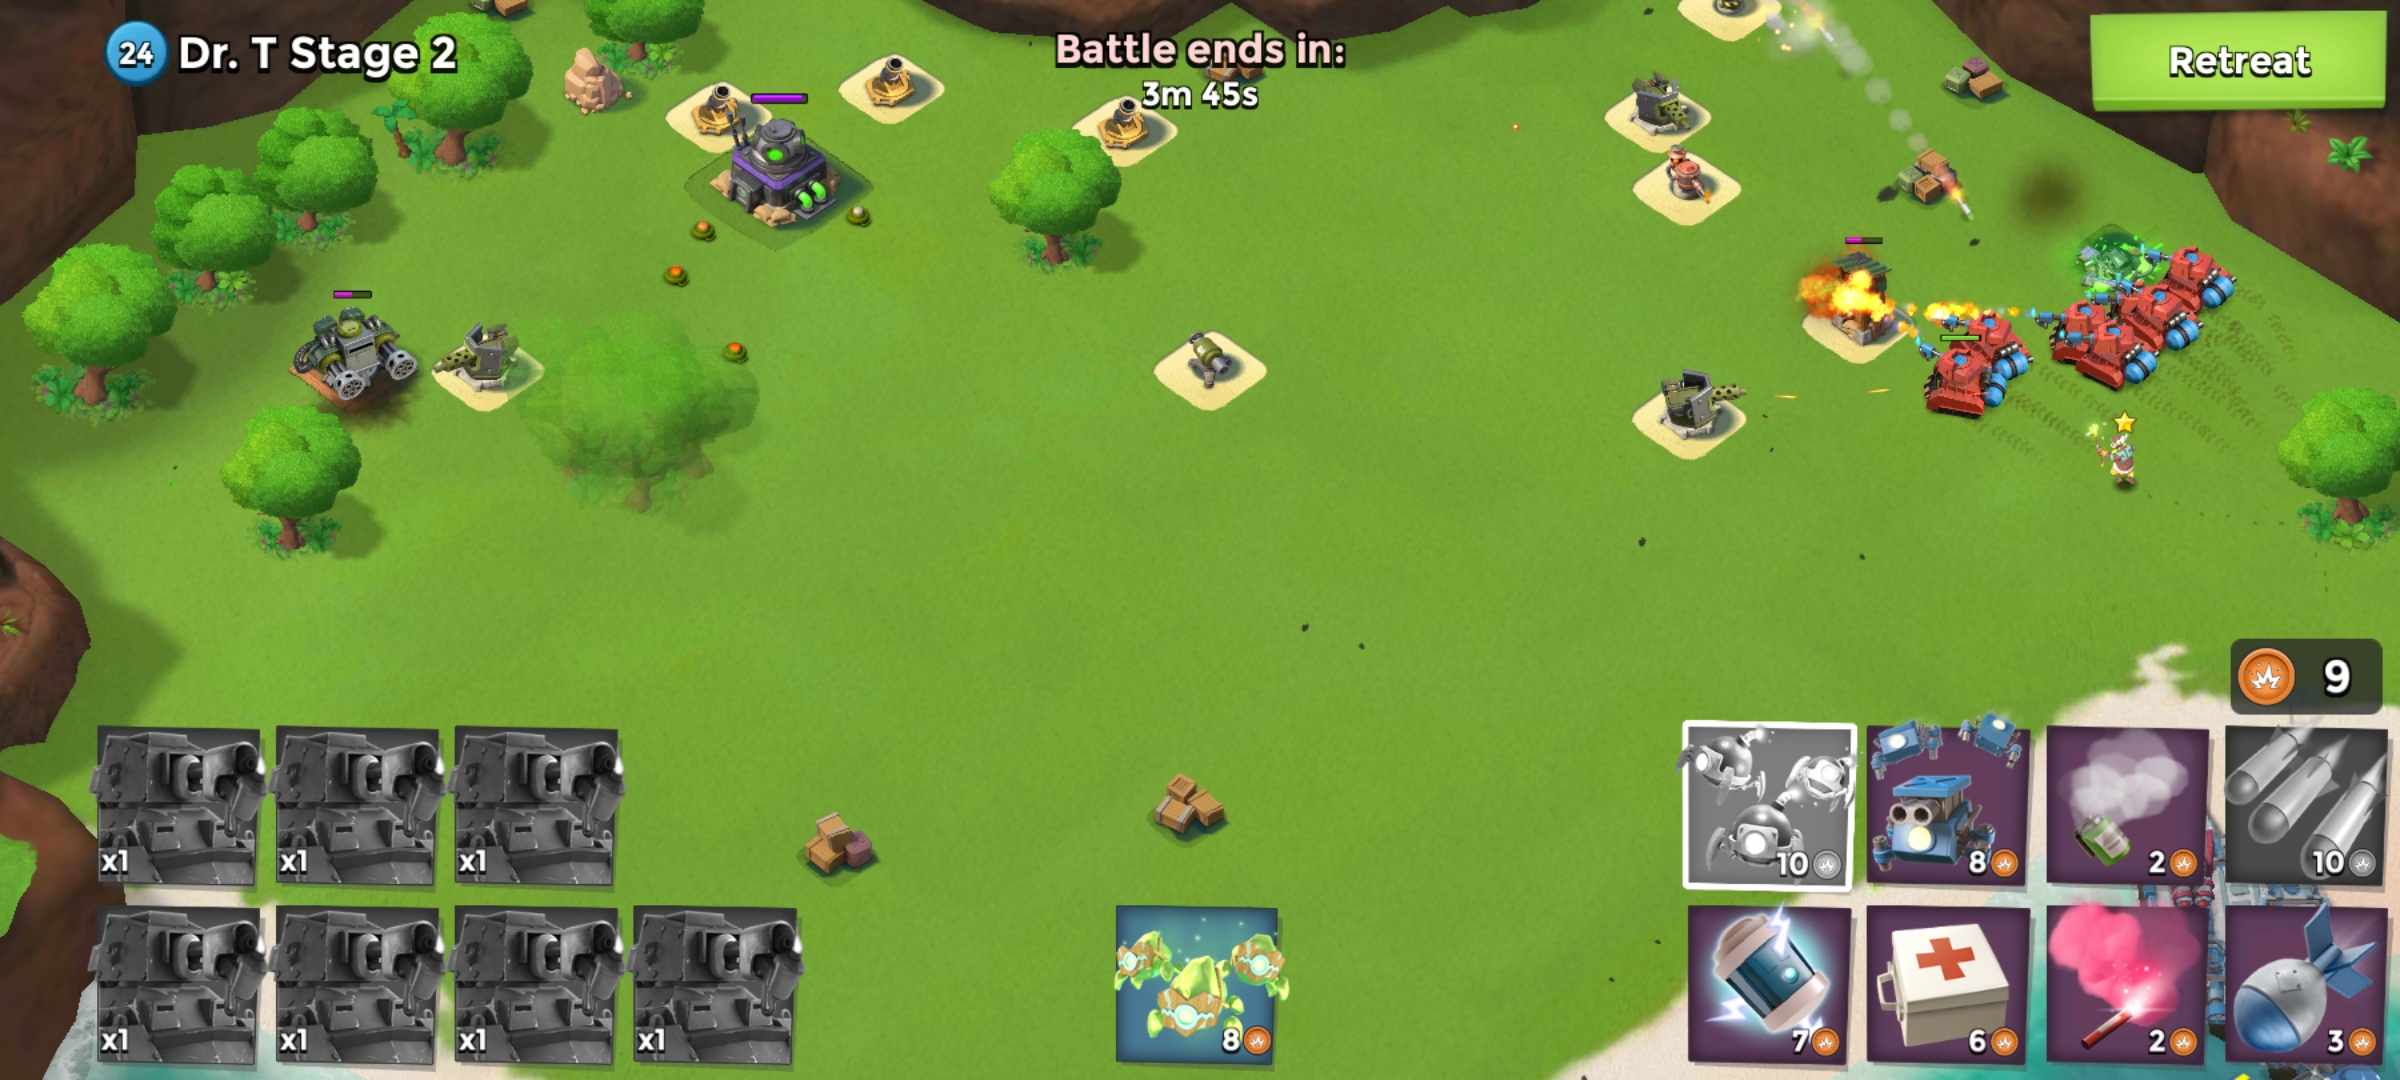 24 Dr. T Stage 2
Battle ends in:
3m 45s
Retreat
9
x1 x1 x1
10 8 2 10
x1 x1 x1 x1
8
7 6 2 3